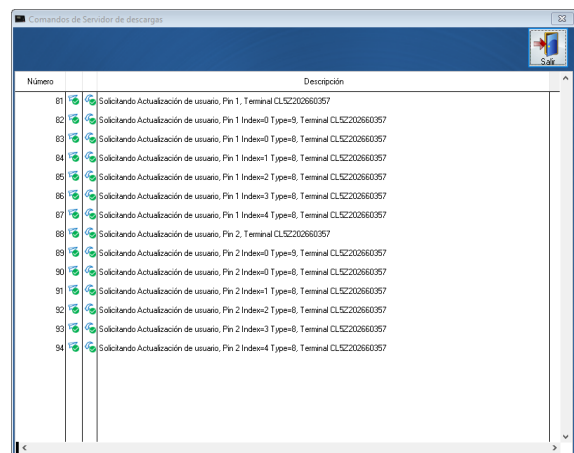 Comandos de Servidor de descargas
Salir
Número Descripción
81 Solicitando Actualización de usuario, Pin 1, Terminal CL5Z202660357
82 Solicitando Actualización de usuario, Pin 1 Index=0 Type=9, Terminal CL5Z202660357
83 Solicitando Actualización de usuario, Pin 1 Index=0 Type=8, Terminal CL5Z202660357
84 Solicitando Actualización de usuario, Pin 1 Index=1 Type=8, Terminal CL5Z202660357
85 Solicitando Actualización de usuario, Pin 1 Index=2 Type=8, Terminal CL5Z202660357
86 Solicitando Actualización de usuario, Pin 1 Index=3 Type=8, Terminal CL5Z202660357
87 Solicitando Actualización de usuario, Pin 1 Index=4 Type=8, Terminal CL5Z202660357
88 Solicitando Actualización de usuario, Pin 2, Terminal CL5Z202660357
89 Solicitando Actualización de usuario, Pin 2 Index=0 Type=9, Terminal CL5Z202660357
90 Solicitando Actualización de usuario, Pin 2 Index=0 Type=8, Terminal CL5Z202660357
91 Solicitando Actualización de usuario, Pin 2 Index=1 Type=8, Terminal CL5Z202660357
92 Solicitando Actualización de usuario, Pin 2 Index=2 Type=8, Terminal CL5Z202660357
93 Solicitando Actualización de usuario, Pin 2 Index=3 Type=8, Terminal CL5Z202660357
94 Solicitando Actualización de usuario, Pin 2 Index=4 Type=8, Terminal CL5Z202660357